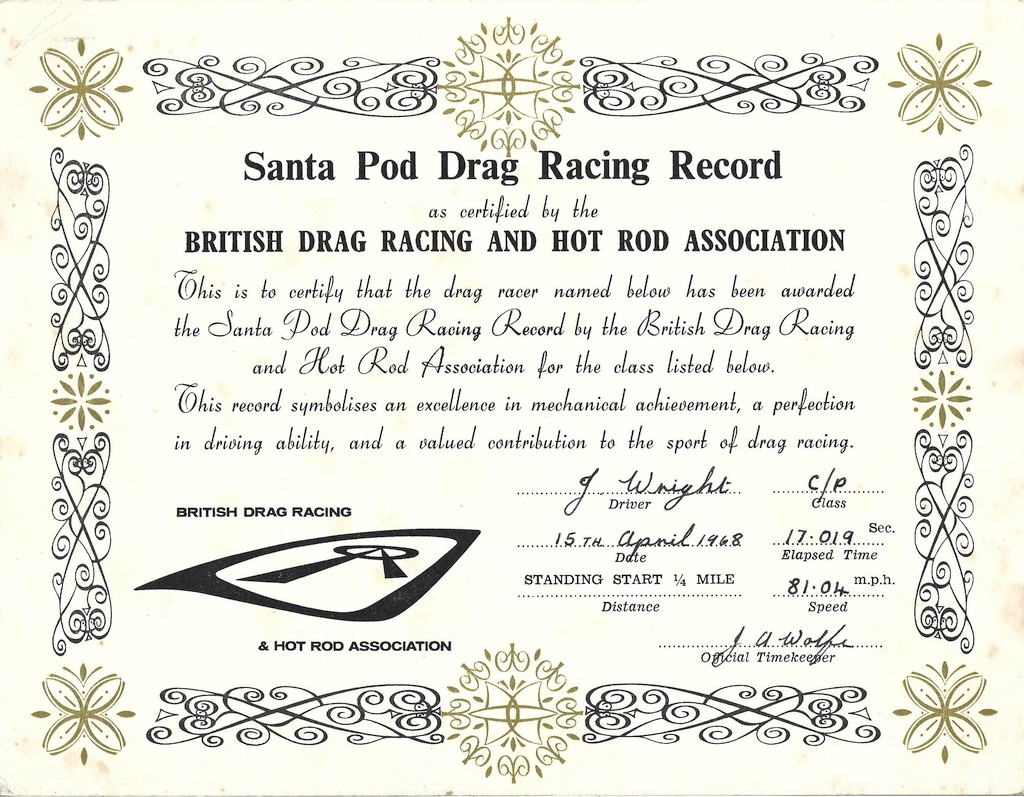 Santa Pod Drag Racing Record
as certified by the
BRITISH DRAG RACING AND HOT ROD ASSOCIATION
This is to certify that the drag racer named below has been awarded
the Santa Pod Drag Racing Record by the British Drag Racing
and Hot Rod Association for the class listed below.
This record symbolises an excellence in mechanical achievement, a perfection
in driving ability, and a valued contribution to the sport of drag racing.
J. Wright C/P
Driver Class
BRITISH DRAG RACING
15TH April 1968 17.019 Sec.
Date Elapsed Time
STANDING START ¼ MILE 81.04 m.p.h.
Distance Speed
& HOT ROD ASSOCIATION
J. A. Wolfe
Official Timekeeper